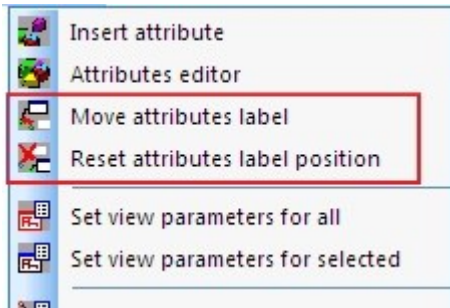 Insert attribute
Attributes editor
Move attributes label
Reset attributes label position
Set view parameters for all
Set view parameters for selected